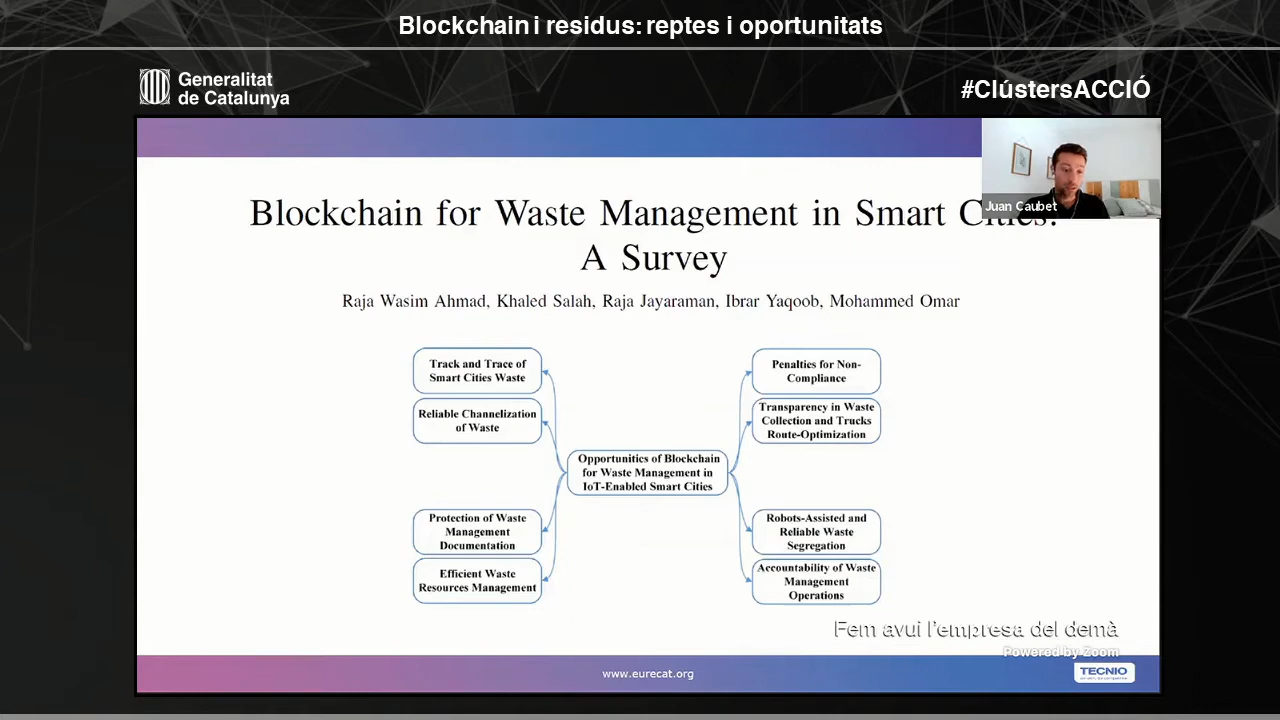 Blockchain i residus: reptes i oportunitats
Generalitat
de Catalunya
#ClústersACCIÓ
Juan Caubet
Blockchain for Waste Management in Smart Cities:
A Survey
Raja Wasim Ahmad, Khaled Salah, Raja Jayaraman, Ibrar Yaqoob, Mohammed Omar
Track and Trace of
Smart Cities Waste
Reliable Channelization
of Waste
Protection of Waste
Management
Documentation
Efficient Waste
Resources Management
Opportunities of Blockchain
for Waste Management in
IoT-Enabled Smart Cities
Penalties for Non-
Compliance
Transparency in Waste
Collection and Trucks
Route-Optimization
Robots-Assisted and
Reliable Waste
Segregation
Accountability of Waste
Management
Operations
Fem avui l'empresa del demà
Powered by Zoom
www.eurecat.org
TECNIO